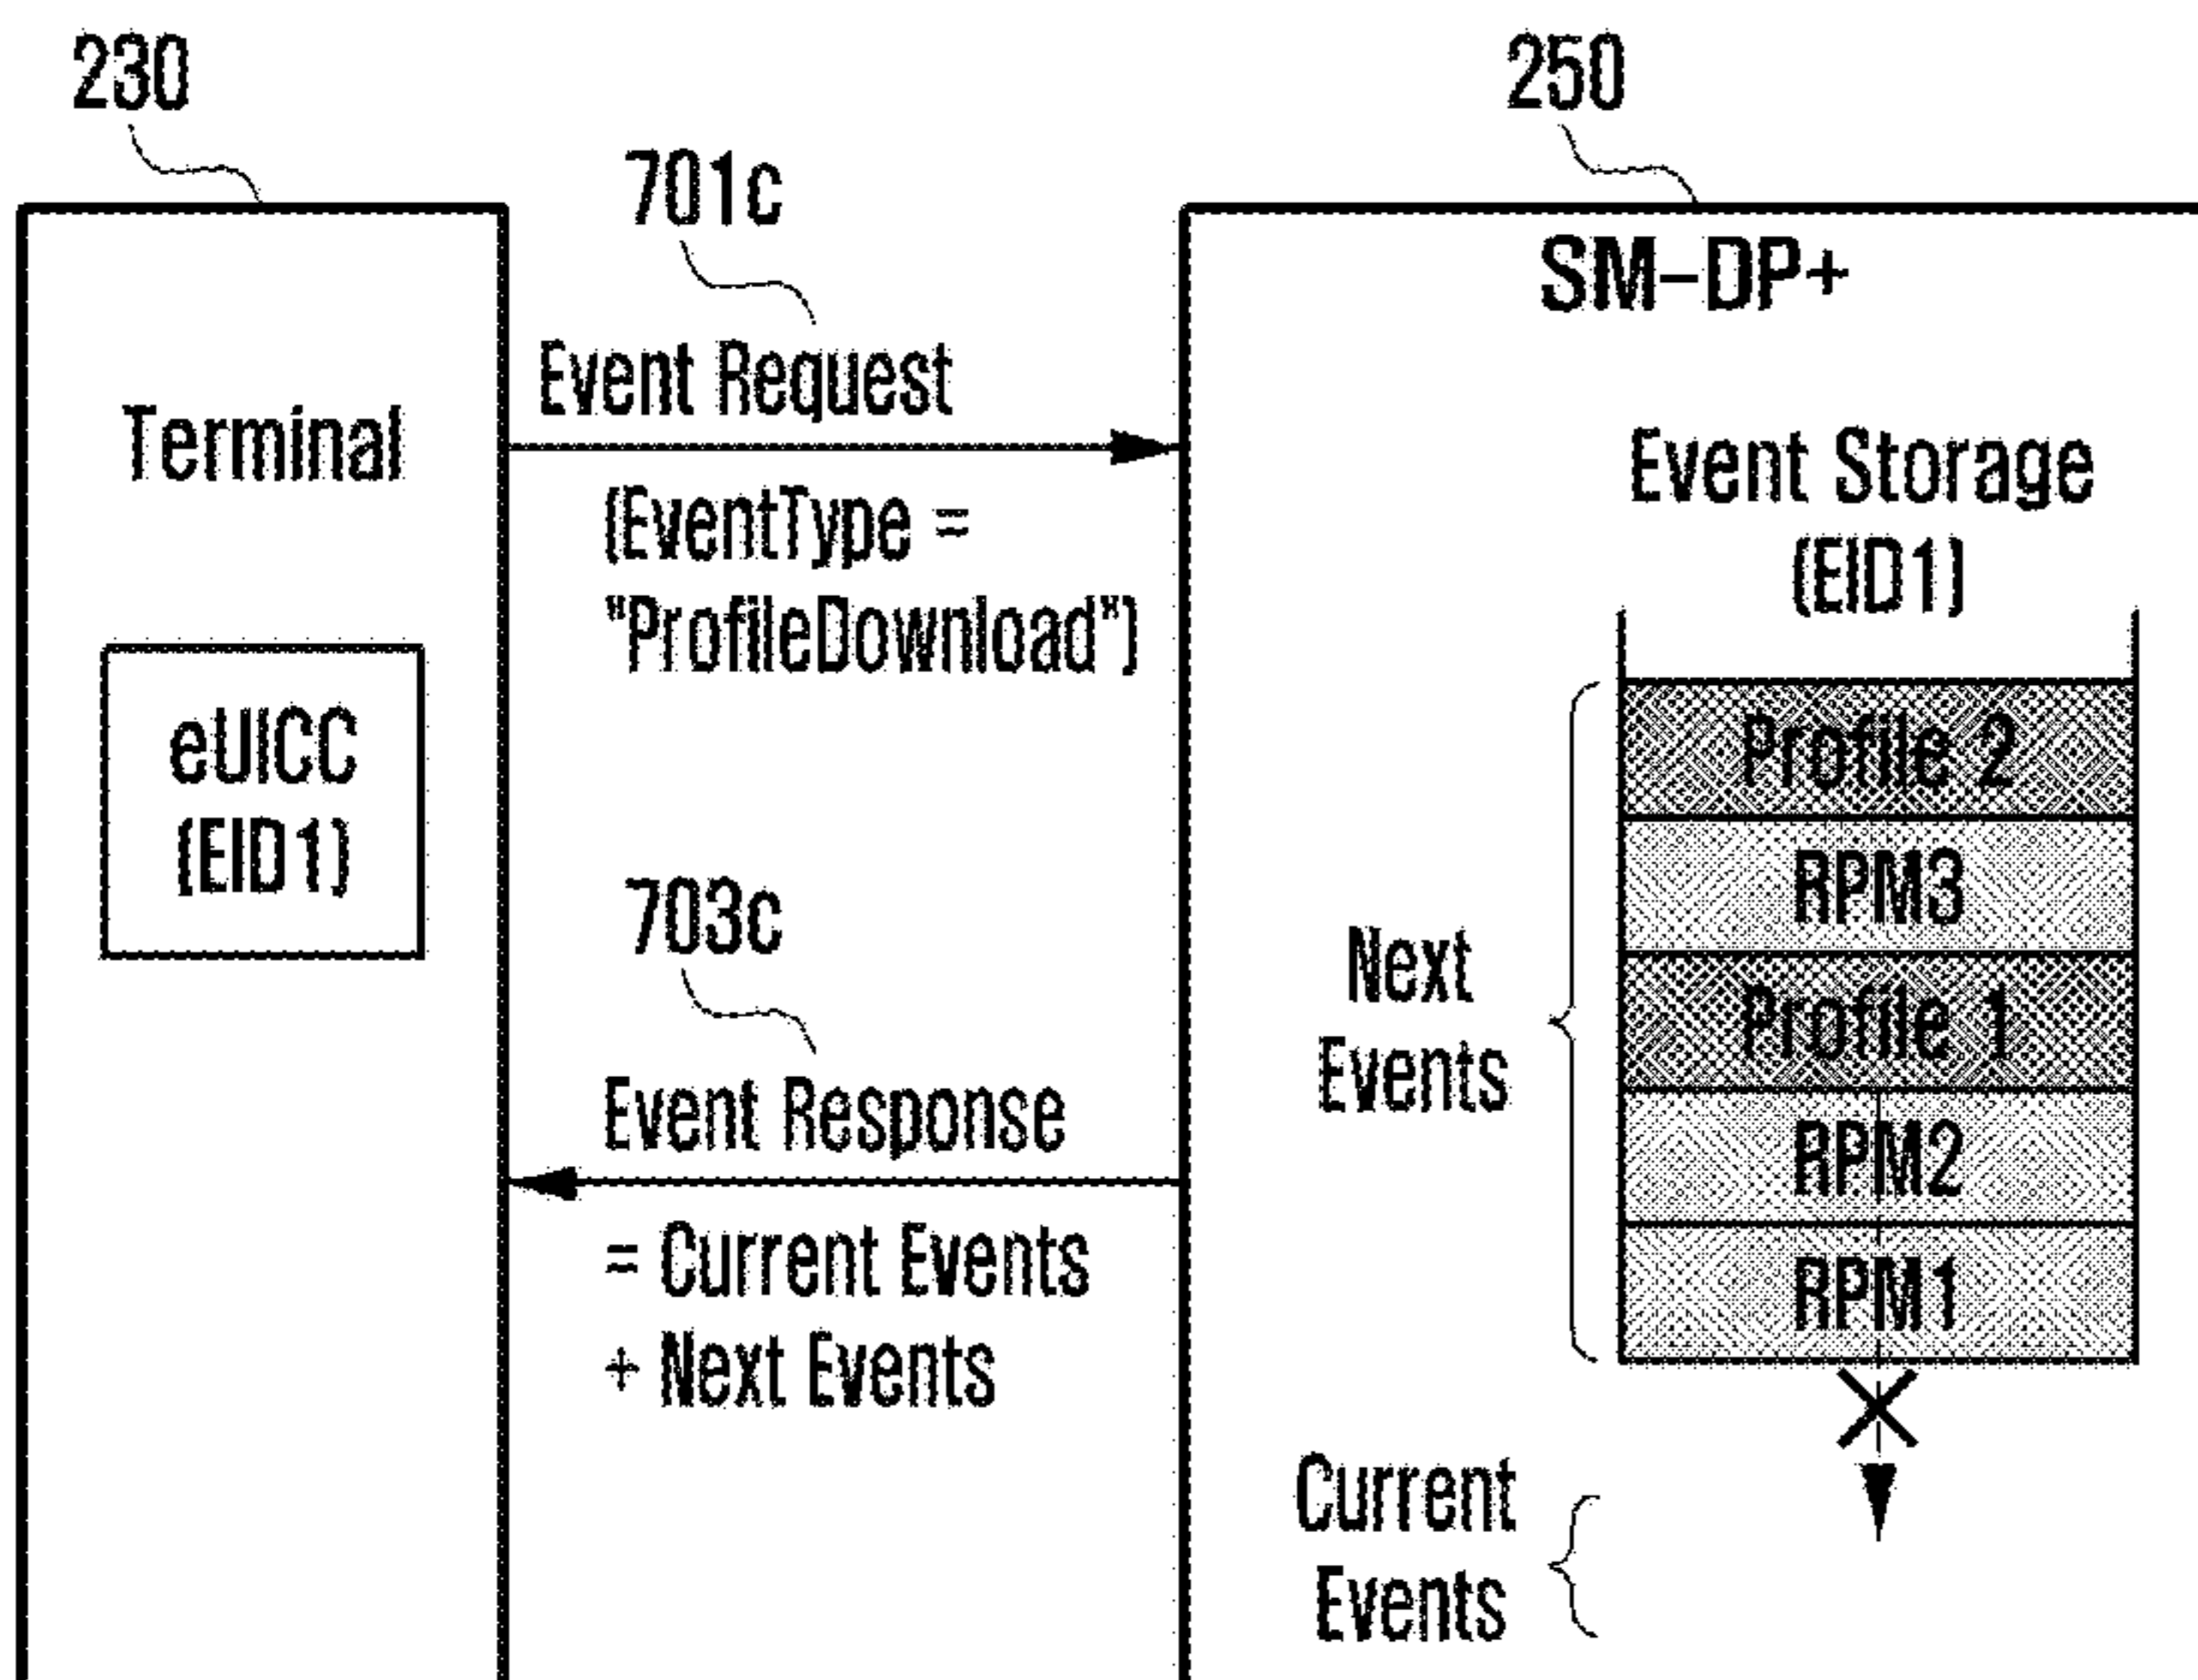 230
250
701c
SM-DP+
Event Request
Terminal
Event Storage
(EID1)
(EventType =
"ProfileDownload")
eUICC
(EID1)
Profile 2
RPM3
703c
Next
Events
Profile 1
Event Response
RPM2
= Current Events
RPM1
+ Next Events
Current
Events